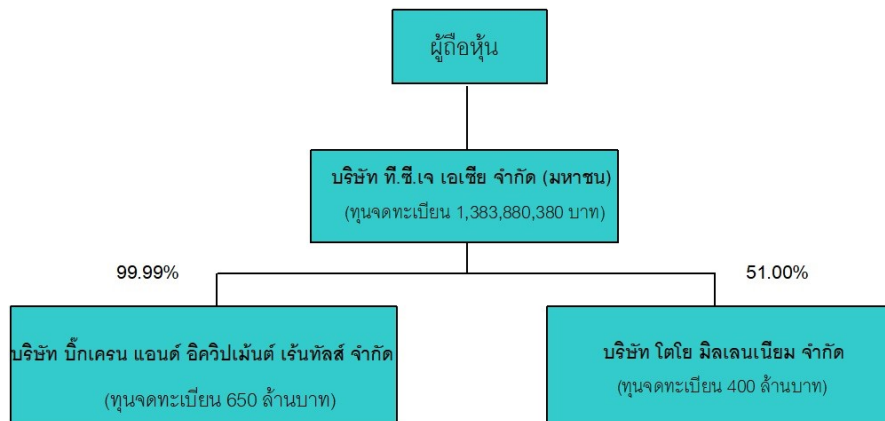 ผู้ถือหุ้น
บริษัท ที.ซี.เจ เอเซีย จำกัด (มหาชน)
(ทุนจดทะเบียน 1,383,880,380 บาท)
99.99%
51.00%
บริษัท บิ๊กเครน แอนด์ อิควิปเม้นต์ เร้นทัลส์ จำกัด
(ทุนจดทะเบียน 650 ล้านบาท)
บริษัท โตโย มิลเลนเนียม จำกัด
(ทุนจดทะเบียน 400 ล้านบาท)